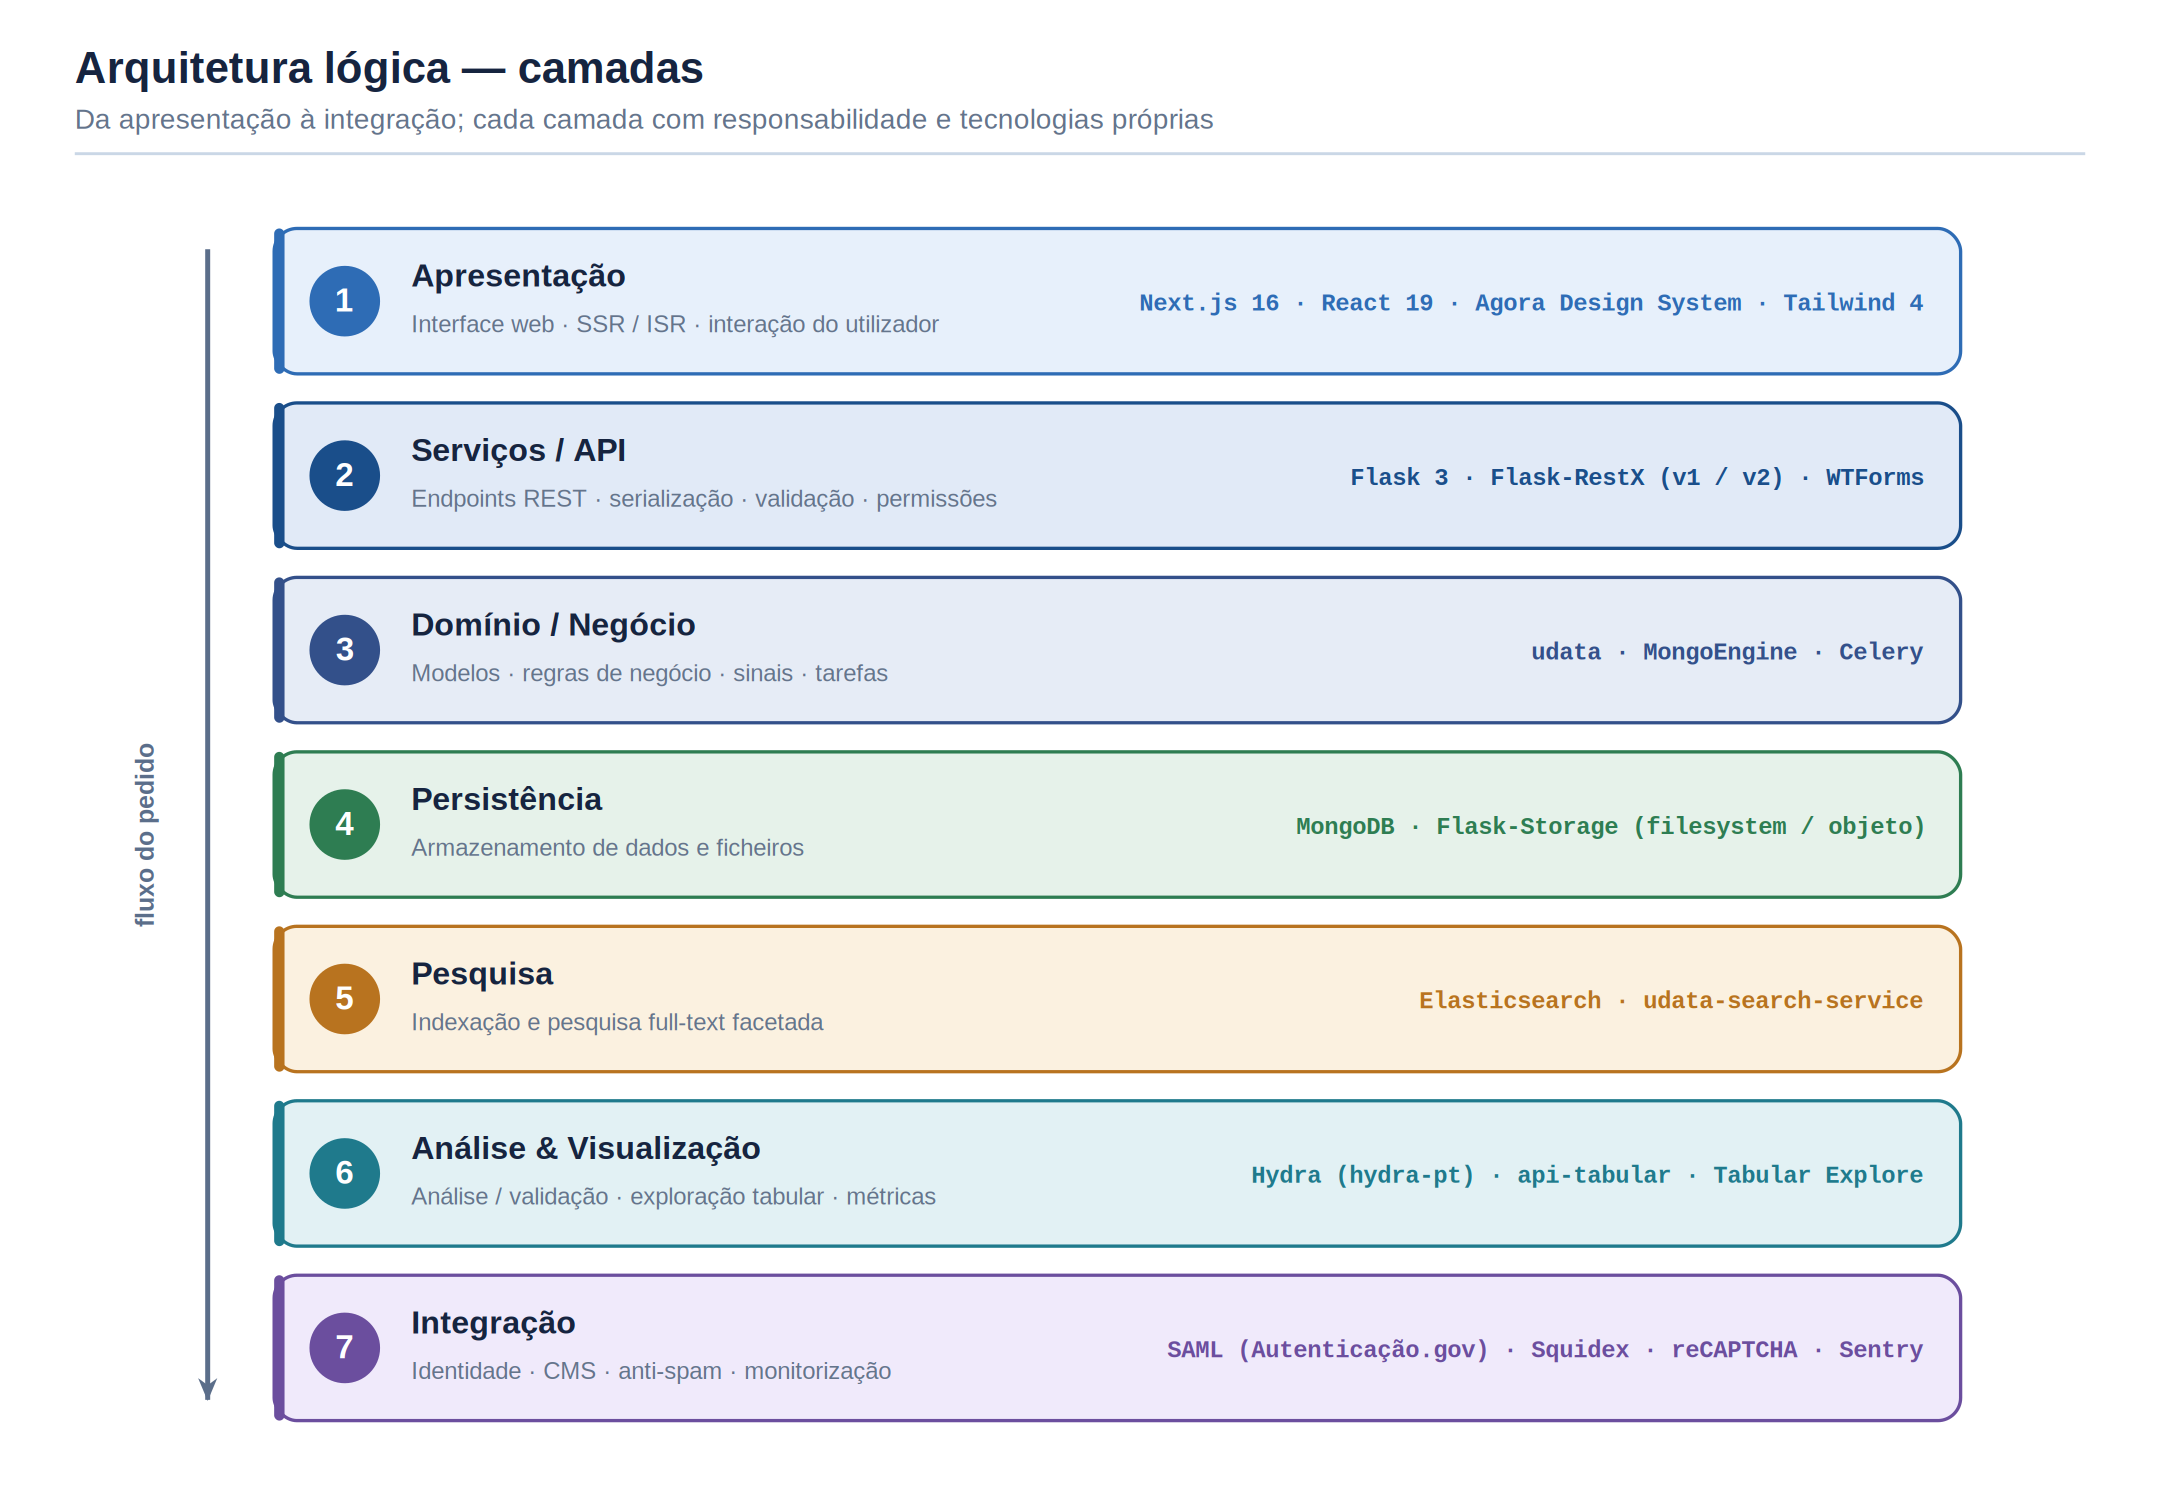 Arquitetura lógica — camadas
Da apresentação à integração; cada camada com responsabilidade e tecnologias próprias
fluxo do pedido
1
Apresentação
Interface web · SSR / ISR · interação do utilizador
Next.js 16 · React 19 · Agora Design System · Tailwind 4
2
Serviços / API
Endpoints REST · serialização · validação · permissões
Flask 3 · Flask-RestX (v1 / v2) · WTForms
3
Domínio / Negócio
Modelos · regras de negócio · sinais · tarefas
udata · MongoEngine · Celery
4
Persistência
Armazenamento de dados e ficheiros
MongoDB · Flask-Storage (filesystem / objeto)
5
Pesquisa
Indexação e pesquisa full-text facetada
Elasticsearch · udata-search-service
6
Análise & Visualização
Análise / validação · exploração tabular · métricas
Hydra (hydra-pt) · api-tabular · Tabular Explore
7
Integração
Identidade · CMS · anti-spam · monitorização
SAML (Autenticação.gov) · Squidex · reCAPTCHA · Sentry